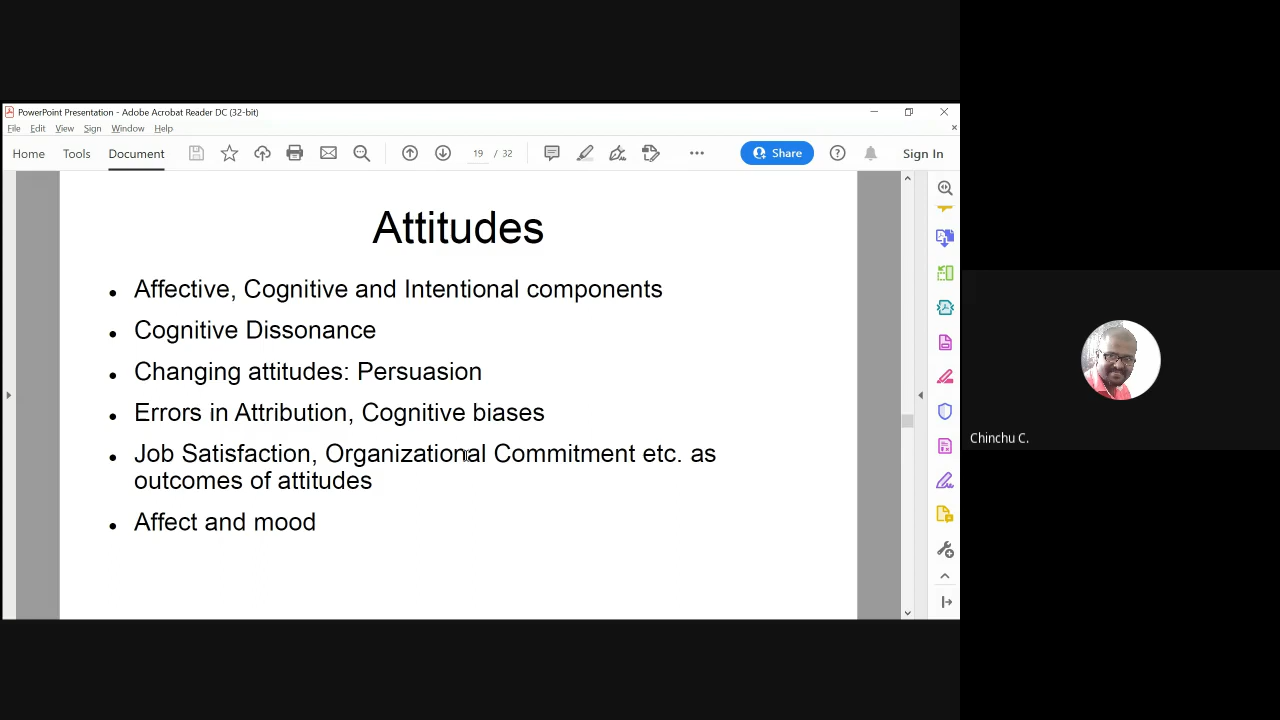 PowerPoint Presentation - Adobe Acrobat Reader DC (32-bit)
File Edit View Sign Window Help
Home Tools Document 19 / 32 Share Sign In
Attitudes
• Affective, Cognitive and Intentional components
• Cognitive Dissonance
• Changing attitudes: Persuasion
• Errors in Attribution, Cognitive biases
• Job Satisfaction, Organizational Commitment etc. as
outcomes of attitudes
• Affect and mood
Chinchu C.